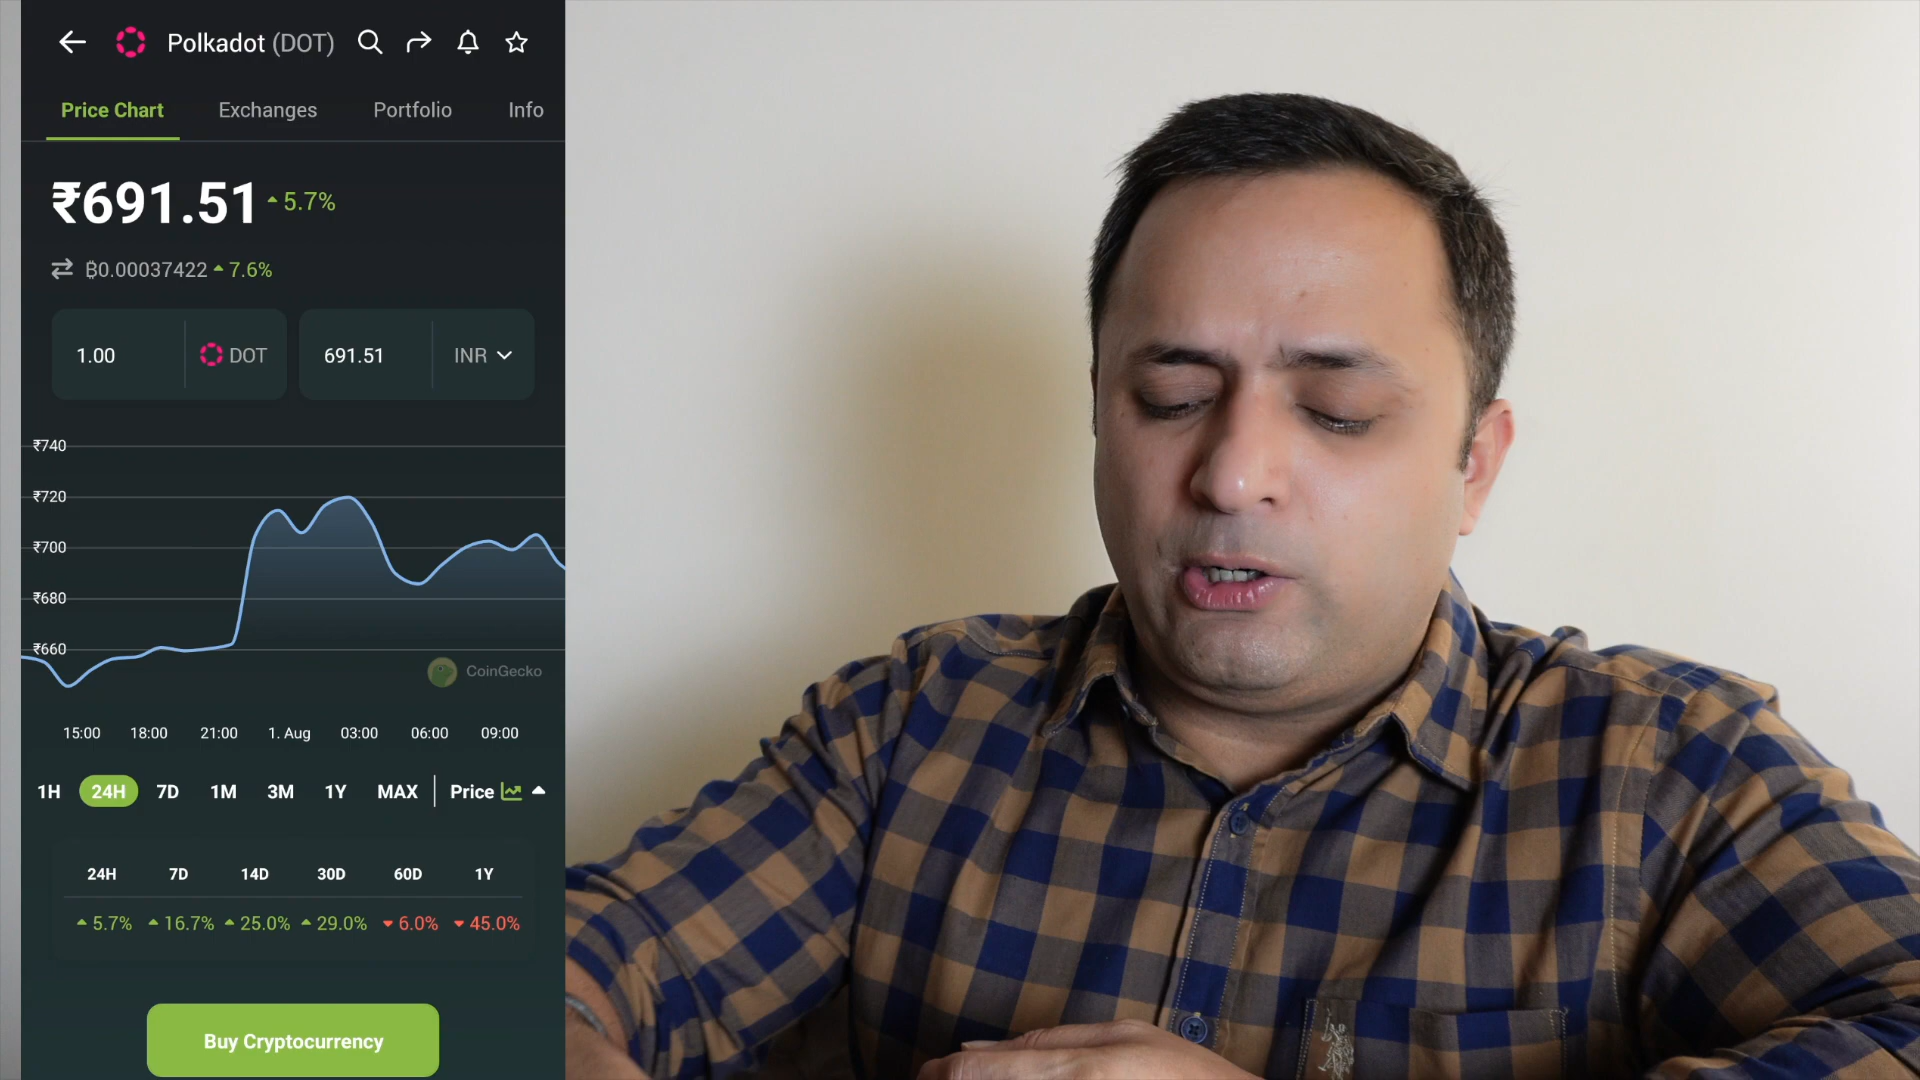 Polkadot (DOT)
Price Chart Exchanges Portfolio Info
₹691.51 5.7%
₿0.00037422 7.6%
1.00 DOT 691.51 INR
₹740
₹720
₹700
₹680
₹660
CoinGecko
15:00 18:00 21:00 1. Aug 03:00 06:00 09:00
1H 24H 7D 1M 3M 1Y MAX Price
24H 7D 14D 30D 60D 1Y
5.7% 16.7% 25.0% 29.0% 6.0% 45.0%
Buy Cryptocurrency